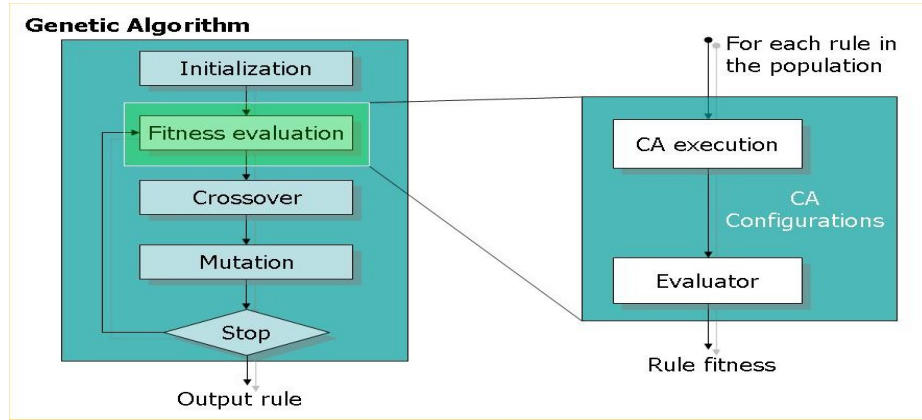 Genetic Algorithm
Initialization
Fitness evaluation
Crossover
Mutation
Stop
Output rule
For each rule in
the population
CA execution
CA
Configurations
Evaluator
Rule fitness